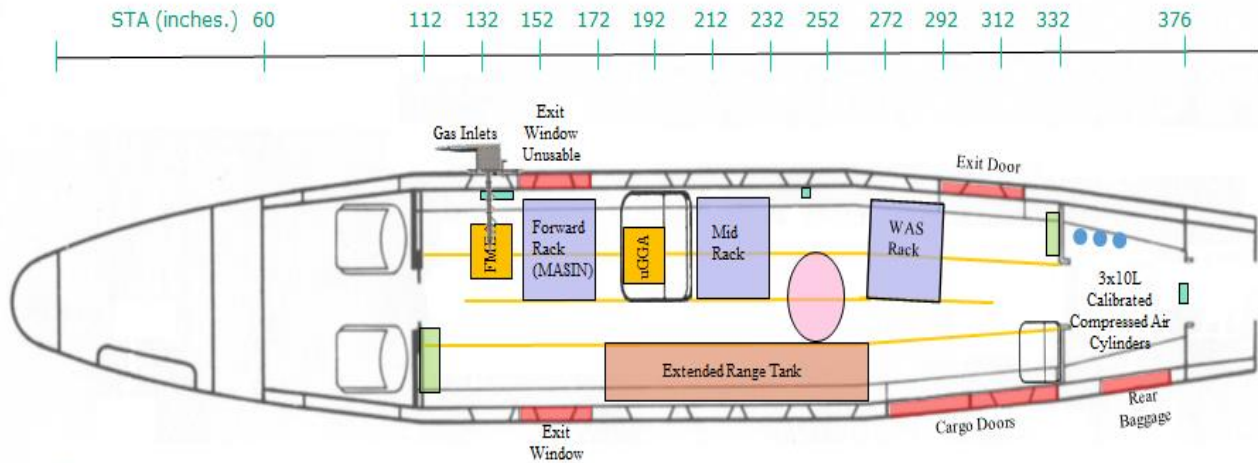 STA (inches.) 60 112 132 152 172 192 212 232 252 272 292 312 332 376
Gas Inlets
Exit
Window
Unusable
Exit Door
Forward
Rack
(MASIN)
uGGA
Mid
Rack
WAS
Rack
3x10L
Calibrated
Compressed Air
Cylinders
Extended Range Tank
Exit
Window
Cargo Doors
Rear
Baggage